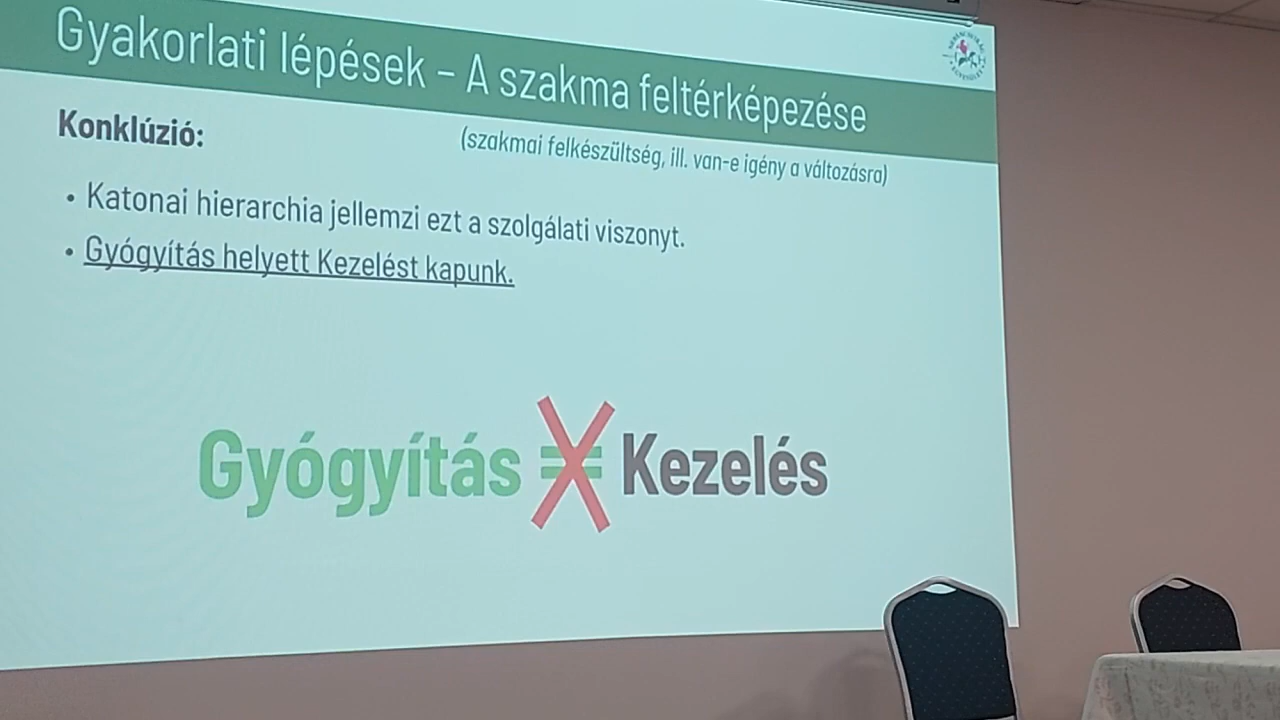 Gyakorlati lépések – A szakma feltérképezése
(szakmai felkészültség, ill. van-e igény a változásra)
Konklúzió:
• Katonai hierarchia jellemzi ezt a szolgálati viszonyt.
• Gyógyítás helyett Kezelést kapunk.
Gyógyítás = Kezelés